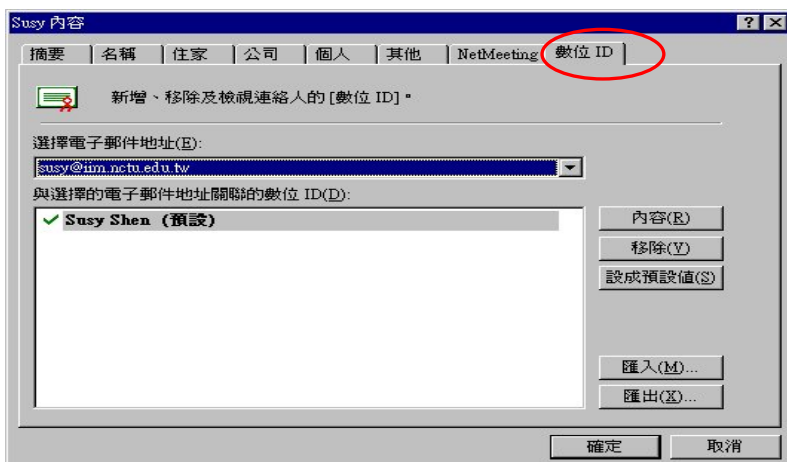 Susy 內容
摘要 名稱 住家 公司 個人 其他 NetMeeting 數位 ID
新增、移除及檢視連絡人的 [數位 ID]。
選擇電子郵件地址(E):
susy@iim.nctu.edu.tw
與選擇的電子郵件地址關聯的數位 ID(D):
Susy Shen (預設)
內容(R)
移除(V)
設成預設值(S)
匯入(M)...
匯出(X)...
確定 取消